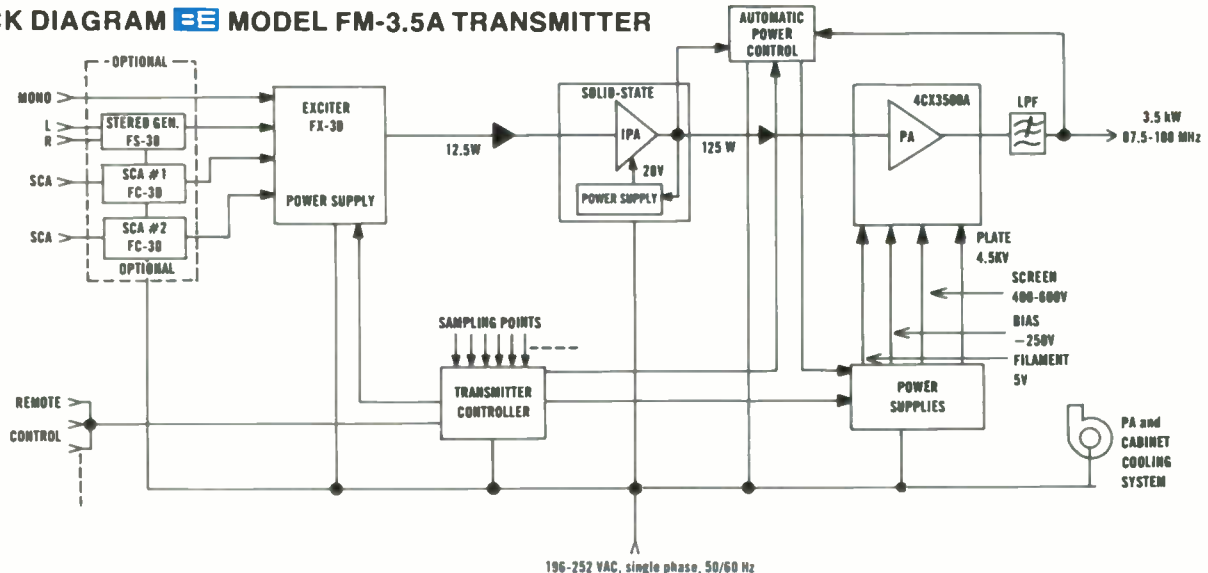 CK DIAGRAM BE MODEL FM-3.5A TRANSMITTER
AUTOMATIC
POWER
CONTROL
OPTIONAL
MONO
L
R
STEREO GEN.
FS-30
SCA
SCA #1
FC-30
SCA
SCA #2
FC-30
OPTIONAL
EXCITER
FX-30
POWER SUPPLY
12.5W
SOLID-STATE
IPA
28V
POWER SUPPLY
125 W
4CX3500A
PA
LPF
3.5 kW
87.5-108 MHz
PLATE
4.5KV
SCREEN
400-600V
BIAS
−250V
FILAMENT
5V
SAMPLING POINTS
TRANSMITTER
CONTROLLER
POWER
SUPPLIES
REMOTE
CONTROL
PA and
CABINET
COOLING
SYSTEM
196-252 VAC, single phase, 50/60 Hz